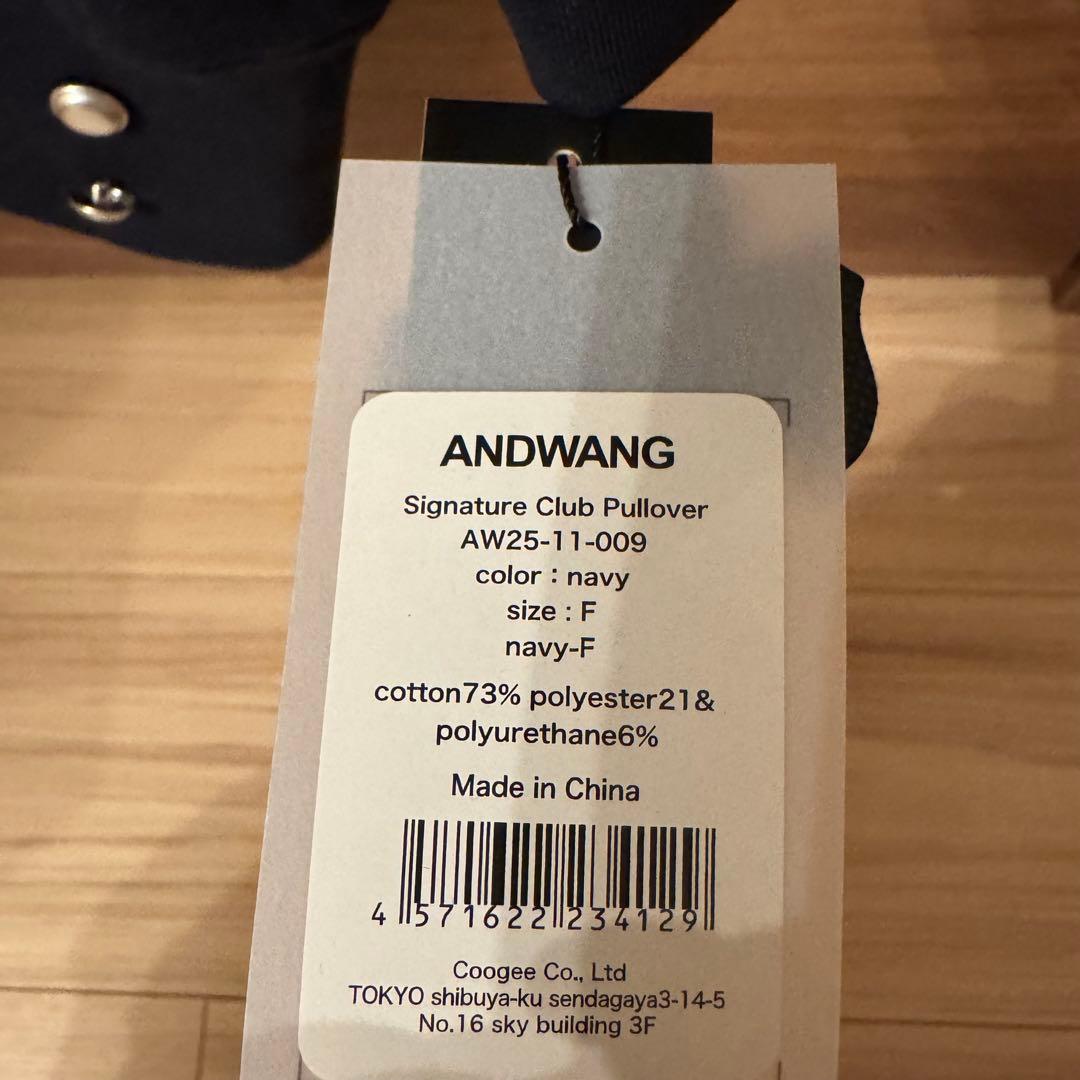 ANDWANG
Signature Club Pullover
AW25-11-009
color : navy
size : F
navy-F
cotton73% polyester21&
polyurethane6%
Made in China
4 571622 234129
Coogee Co., Ltd
TOKYO shibuya-ku sendagaya3-14-5
No.16 sky building 3F